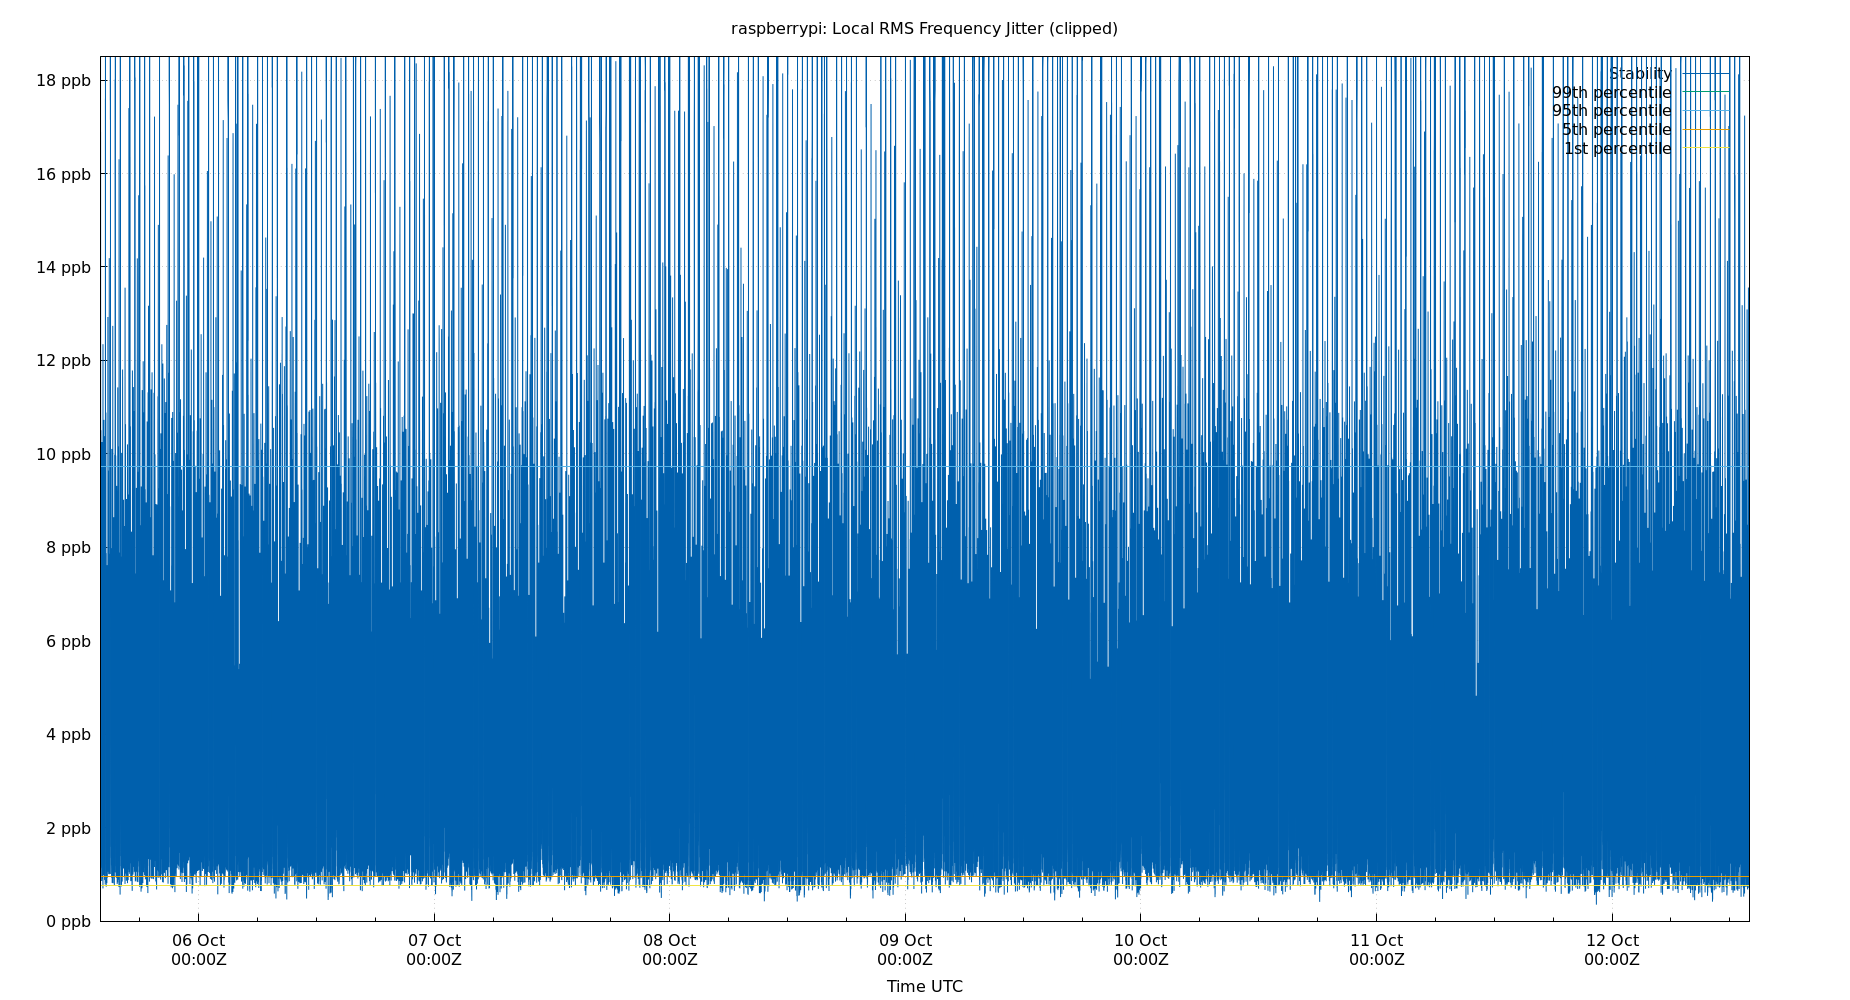 raspberrypi: Local RMS Frequency Jitter (clipped)
18 ppb
16 ppb
14 ppb
12 ppb
10 ppb
8 ppb
6 ppb
4 ppb
2 ppb
0 ppb
Stability
99th percentile
95th percentile
5th percentile
1st percentile
06 Oct 07 Oct 08 Oct 09 Oct 10 Oct 11 Oct 12 Oct
00:00Z 00:00Z 00:00Z 00:00Z 00:00Z 00:00Z 00:00Z
Time UTC